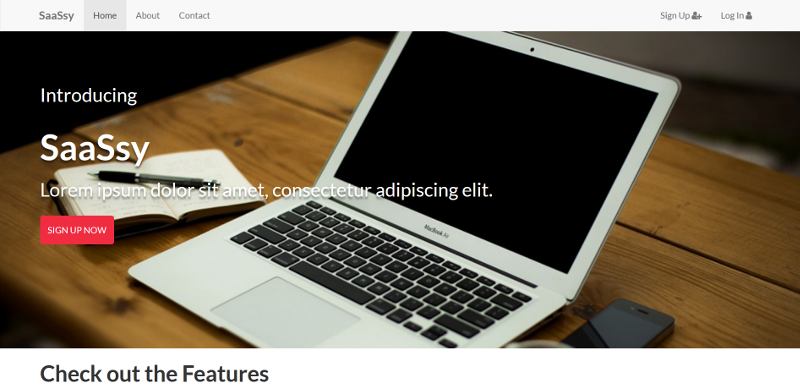 SaaSsy
Home
About
Contact
Sign Up
Log In
Introducing
SaaSsy
Lorem ipsum dolor sit amet, consectetur adipiscing elit.
SIGN UP NOW
MacBook Air
Check out the Features